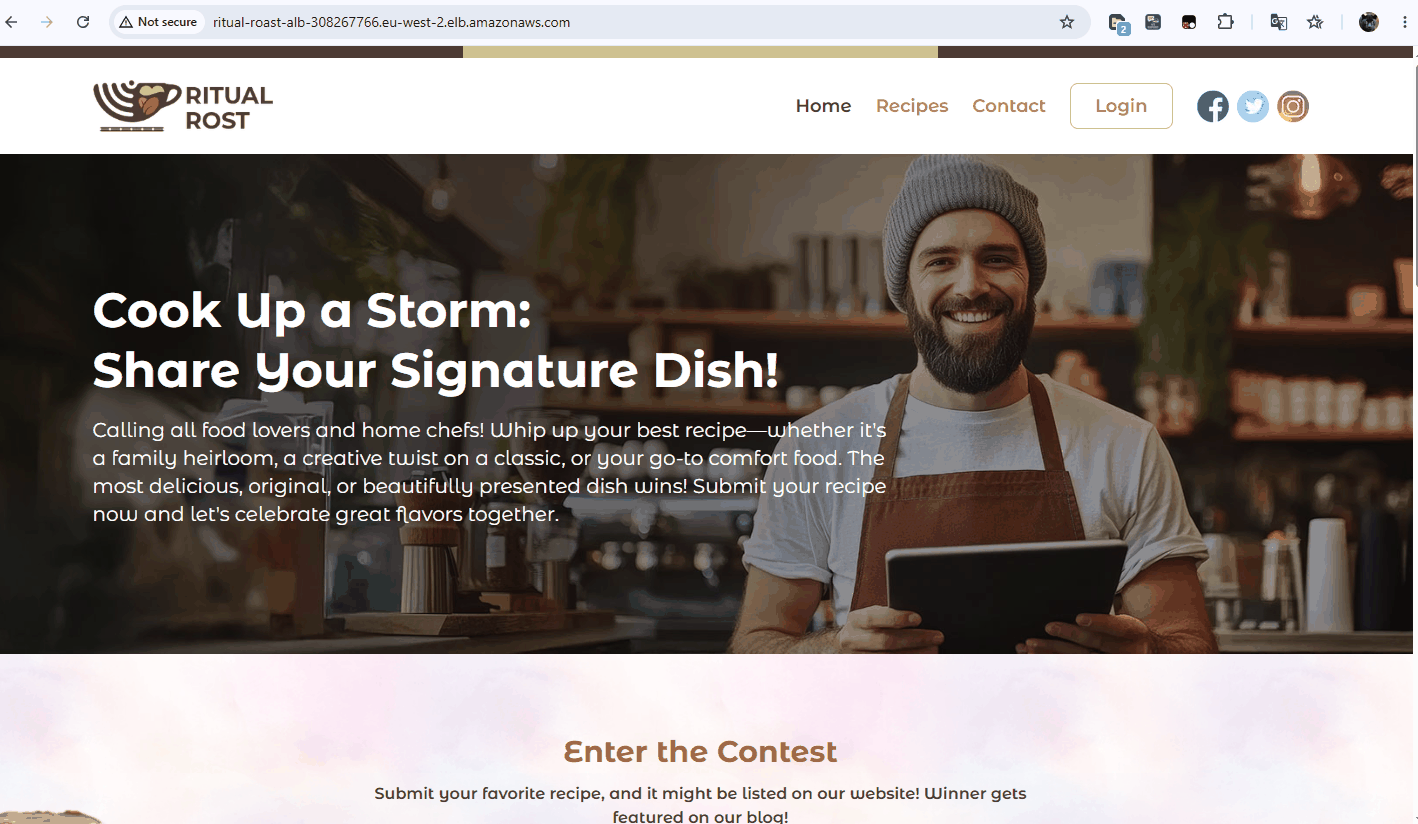 Not secure
ritual-roast-alb-308267766.eu-west-2.elb.amazonaws.com
2
RITUAL
ROST
Home
Recipes
Contact
Login
Cook Up a Storm:
Share Your Signature Dish!
Calling all food lovers and home chefs! Whip up your best recipe—whether it's
a family heirloom, a creative twist on a classic, or your go-to comfort food. The
most delicious, original, or beautifully presented dish wins! Submit your recipe
now and let's celebrate great flavors together.
Enter the Contest
Submit your favorite recipe, and it might be listed on our website! Winner gets
featured on our blog!